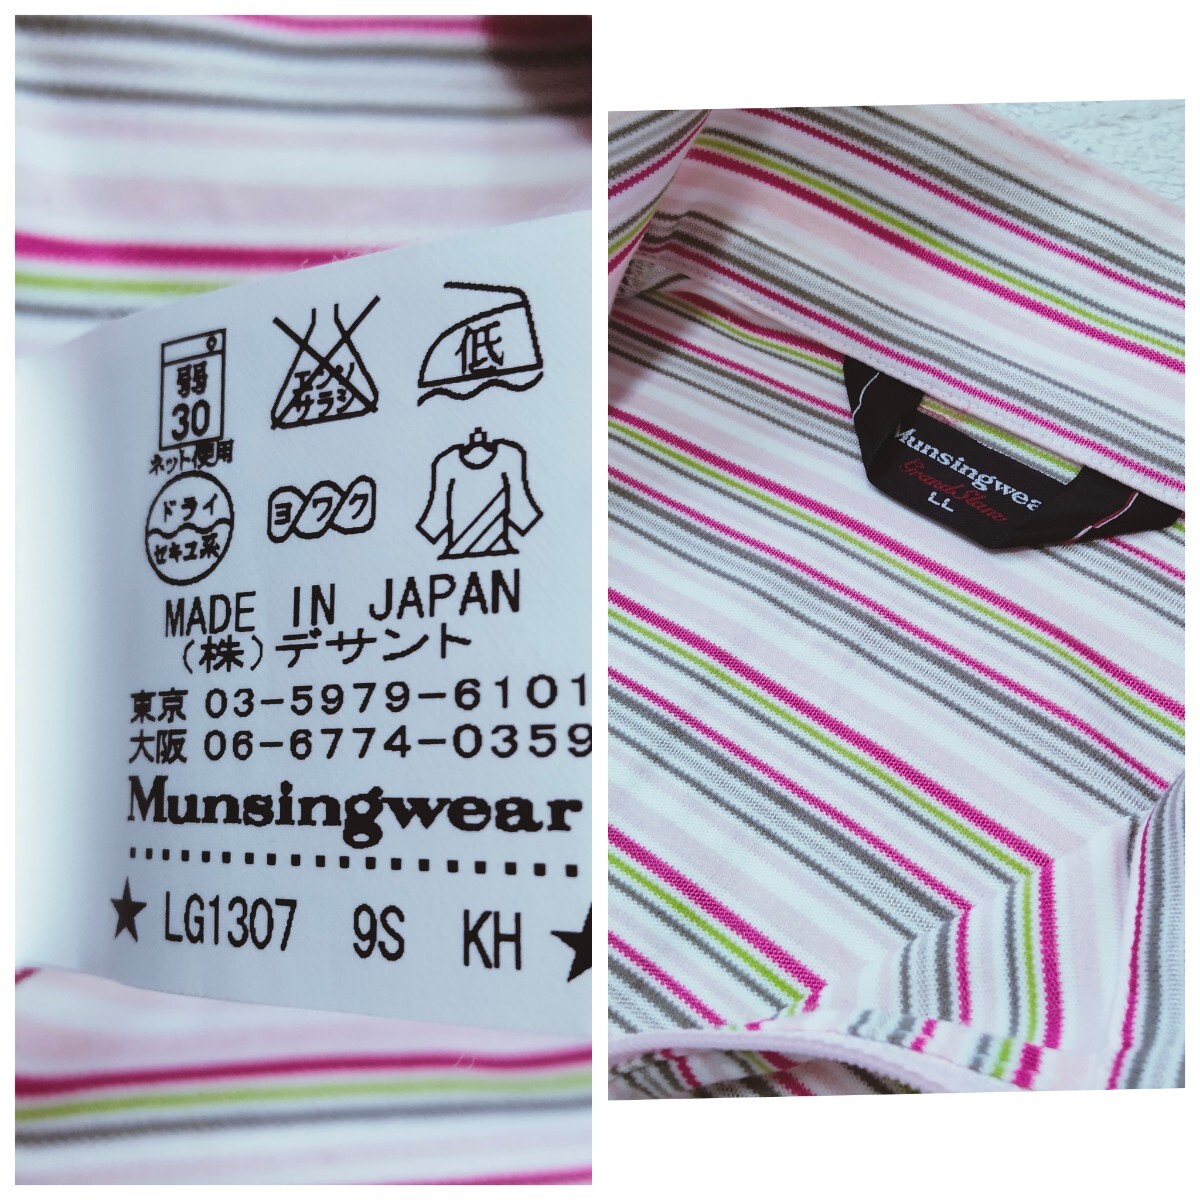 弱
30
ネット使用
エンソ
サラシ
低
ドライ
セキユ系
ヨワク
MADE IN JAPAN
(株)デサント
東京 03-5979-6101
大阪 06-6774-0359
Munsingwear
★ LG1307 9S KH ★
Munsingwea
Grand Slam
LL